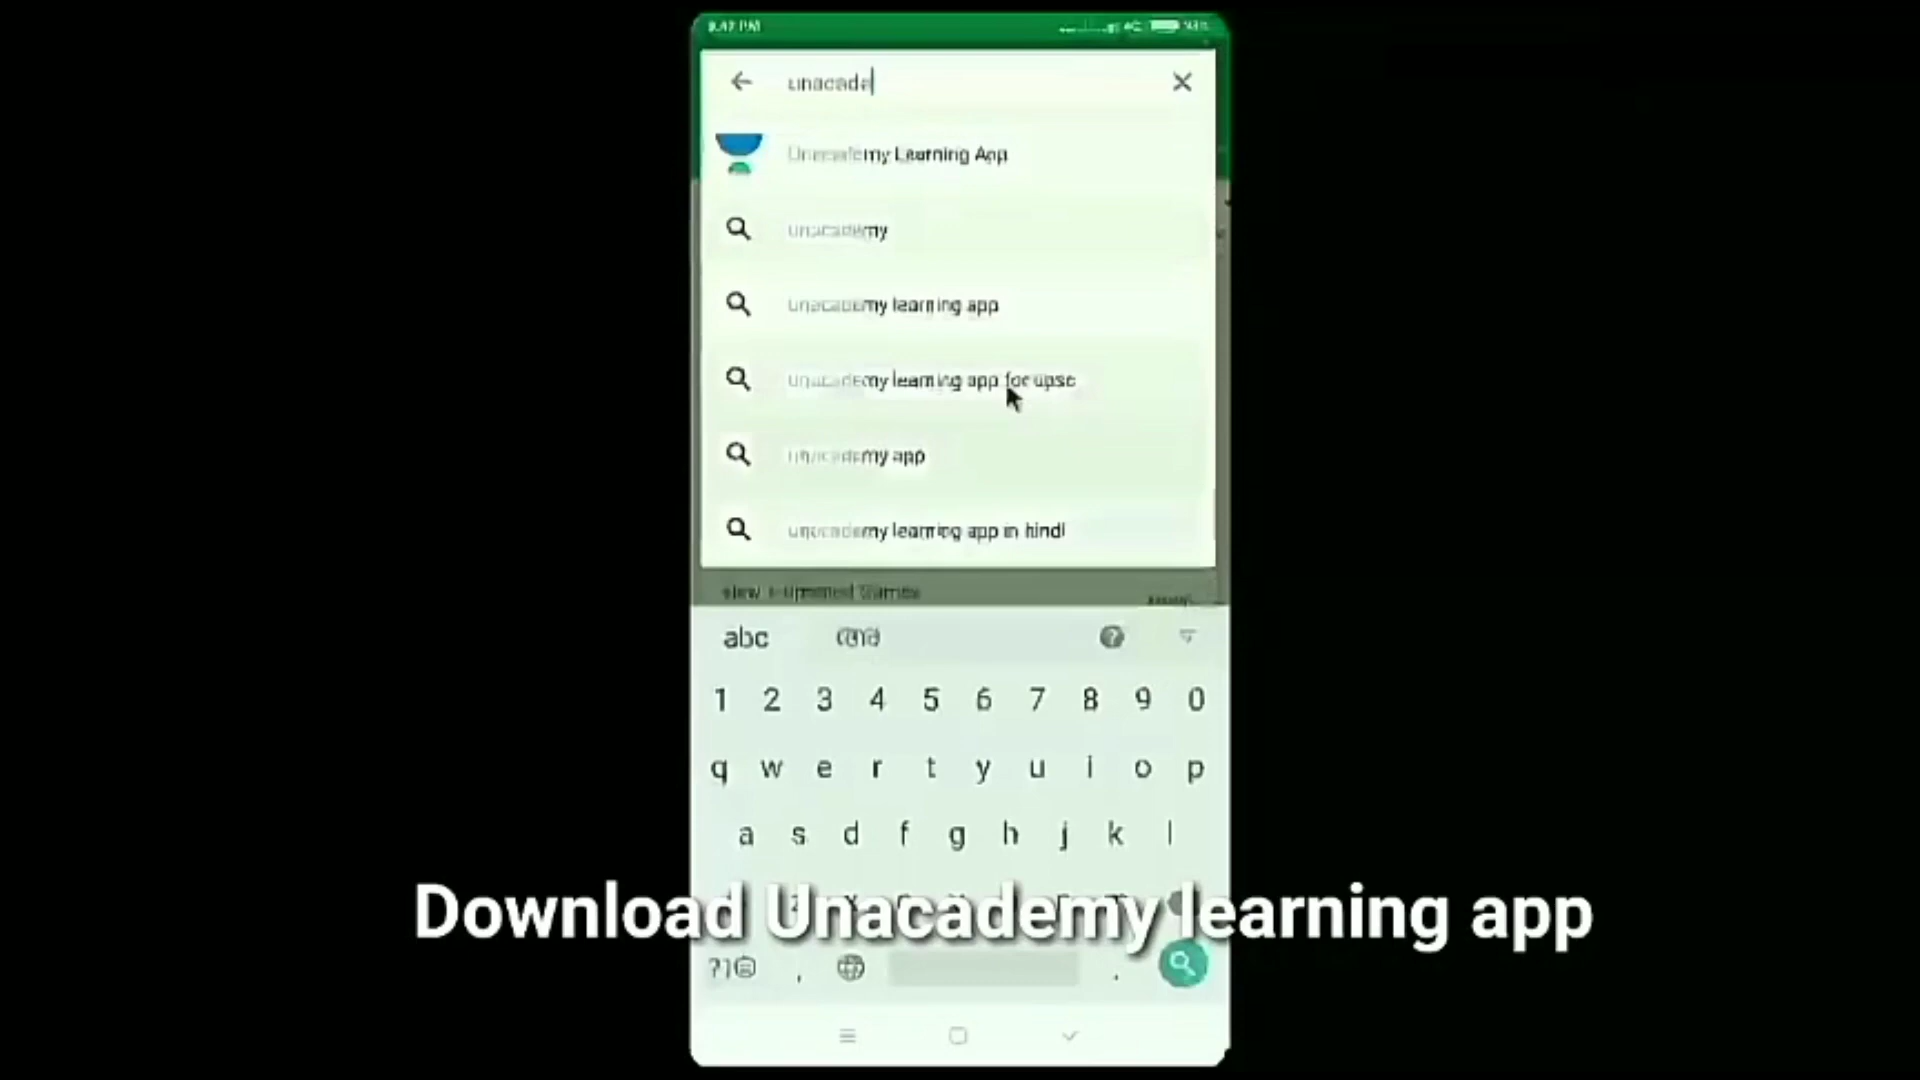 unacade
Unacademy Learning App
unacademy
unacademy learning app
unacademy learning app for upsc
unacademy app
unacademy learning app in hindi
abc
1 2 3 4 5 6 7 8 9 0
q w e r t y u i o p
a s d f g h j k l
Download Unacademy learning app